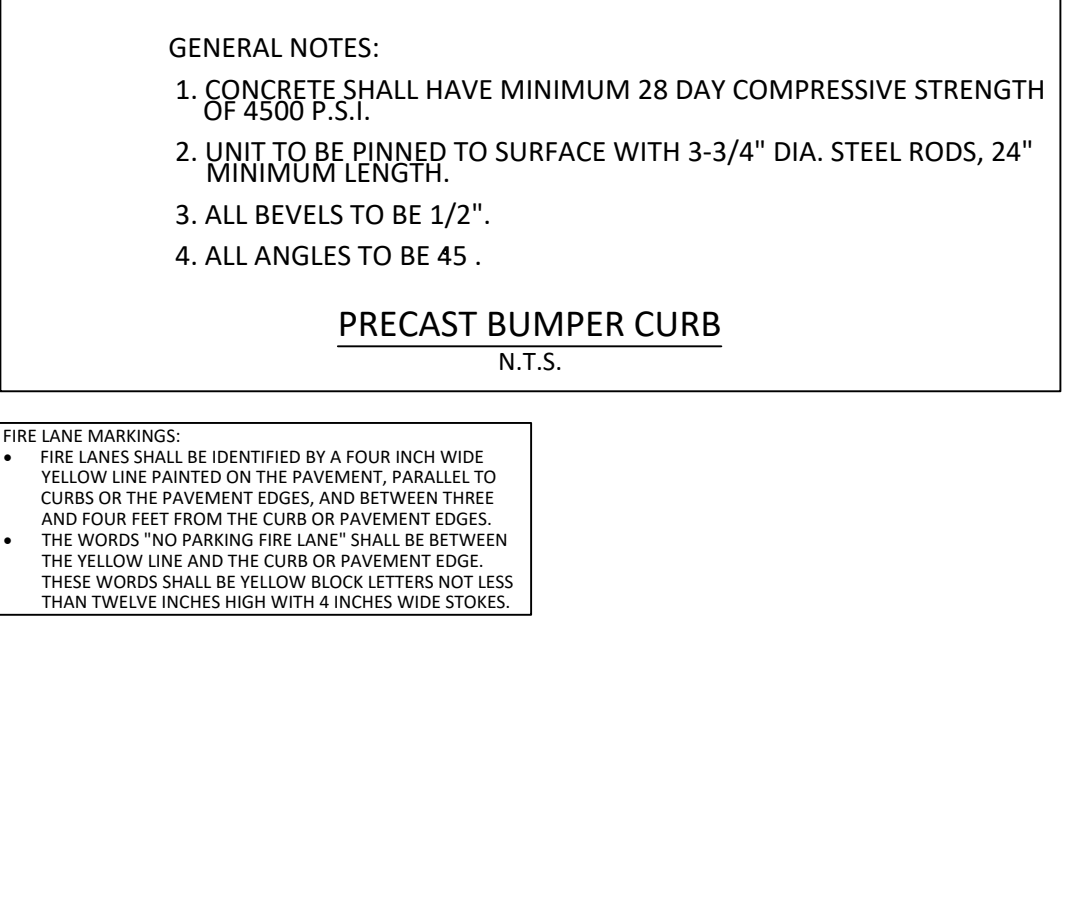 GENERAL NOTES:
1. CONCRETE SHALL HAVE MINIMUM 28 DAY COMPRESSIVE STRENGTH
OF 4500 P.S.I.
2. UNIT TO BE PINNED TO SURFACE WITH 3-3/4" DIA. STEEL RODS, 24"
MINIMUM LENGTH.
3. ALL BEVELS TO BE 1/2".
4. ALL ANGLES TO BE 45 .
PRECAST BUMPER CURB
N.T.S.
FIRE LANE MARKINGS:
• FIRE LANES SHALL BE IDENTIFIED BY A FOUR INCH WIDE
YELLOW LINE PAINTED ON THE PAVEMENT, PARALLEL TO
CURBS OR THE PAVEMENT EDGES, AND BETWEEN THREE
AND FOUR FEET FROM THE CURB OR PAVEMENT EDGES.
• THE WORDS "NO PARKING FIRE LANE" SHALL BE BETWEEN
THE YELLOW LINE AND THE CURB OR PAVEMENT EDGE.
THESE WORDS SHALL BE YELLOW BLOCK LETTERS NOT LESS
THAN TWELVE INCHES HIGH WITH 4 INCHES WIDE STOKES.